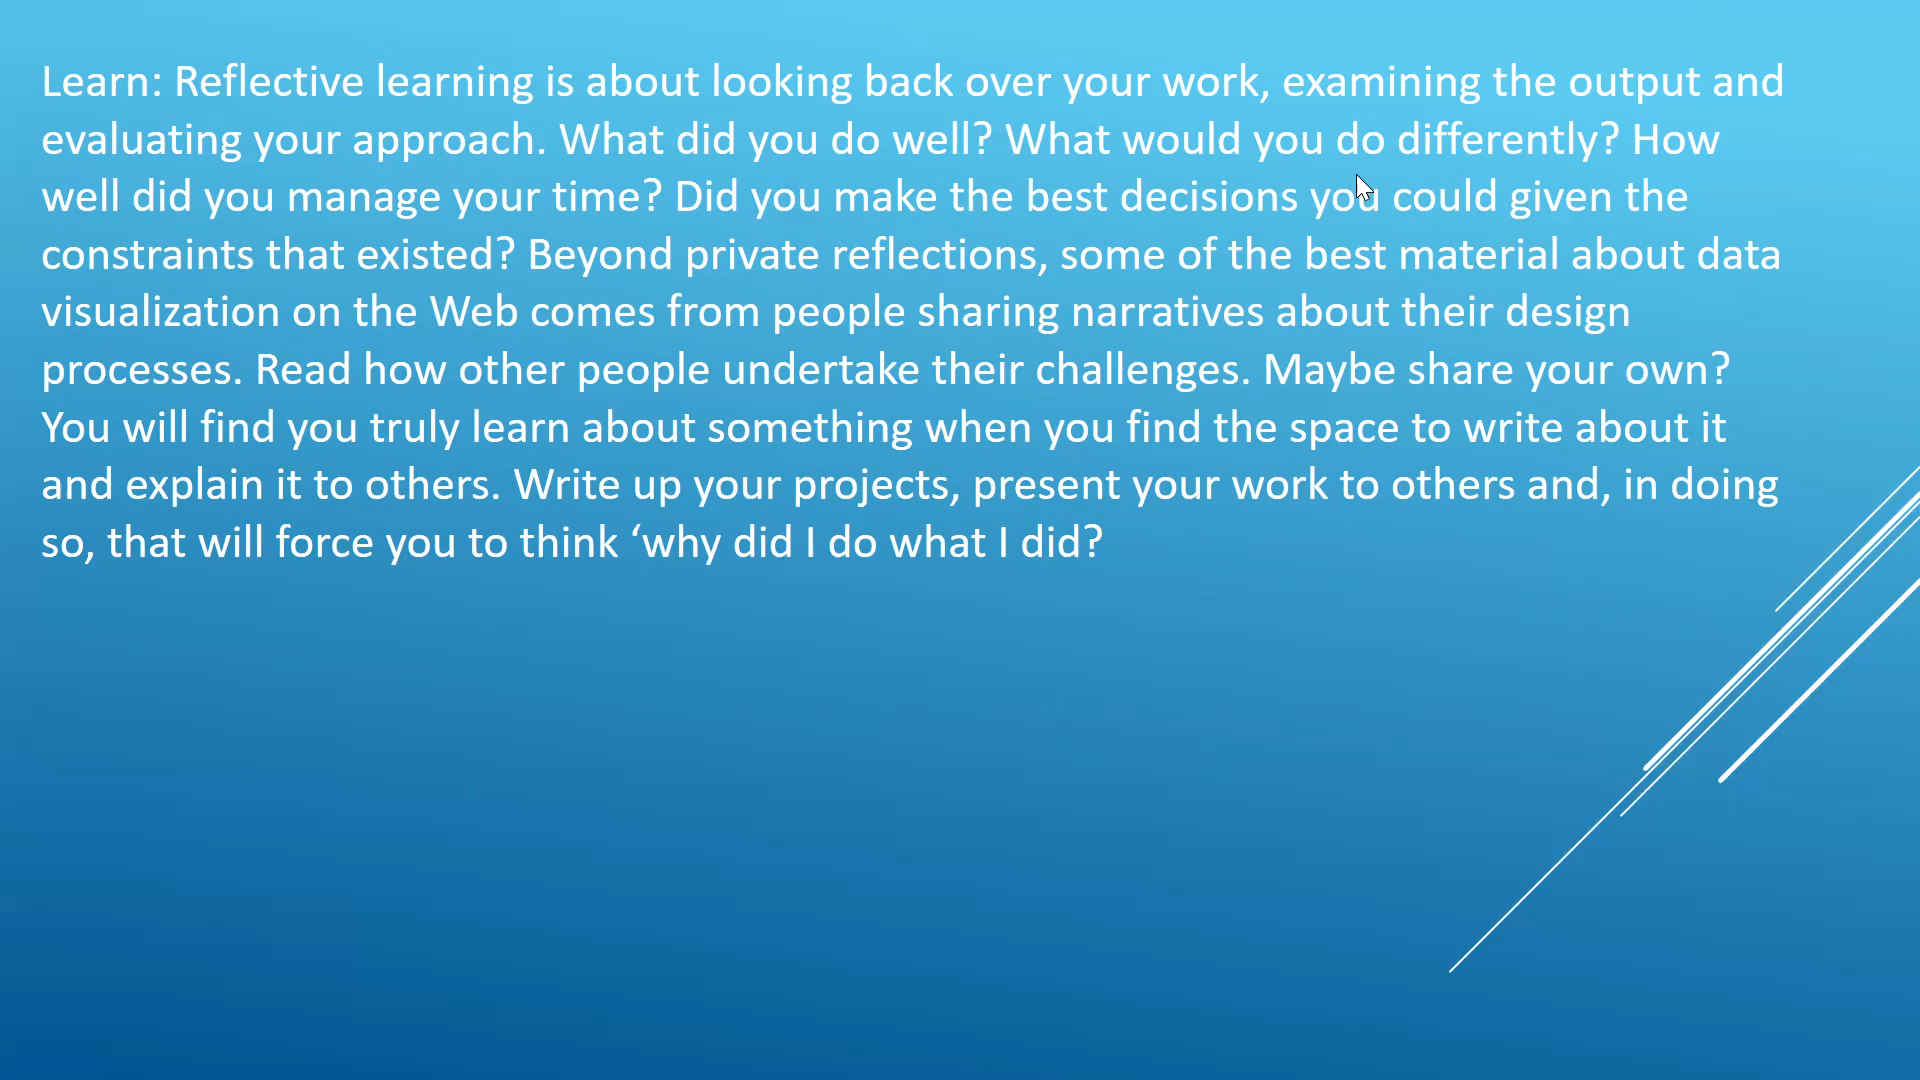 Learn: Reflective learning is about looking back over your work, examining the output and
evaluating your approach. What did you do well? What would you do differently? How
well did you manage your time? Did you make the best decisions you could given the
constraints that existed? Beyond private reflections, some of the best material about data
visualization on the Web comes from people sharing narratives about their design
processes. Read how other people undertake their challenges. Maybe share your own?
You will find you truly learn about something when you find the space to write about it
and explain it to others. Write up your projects, present your work to others and, in doing
so, that will force you to think ‘why did I do what I did?